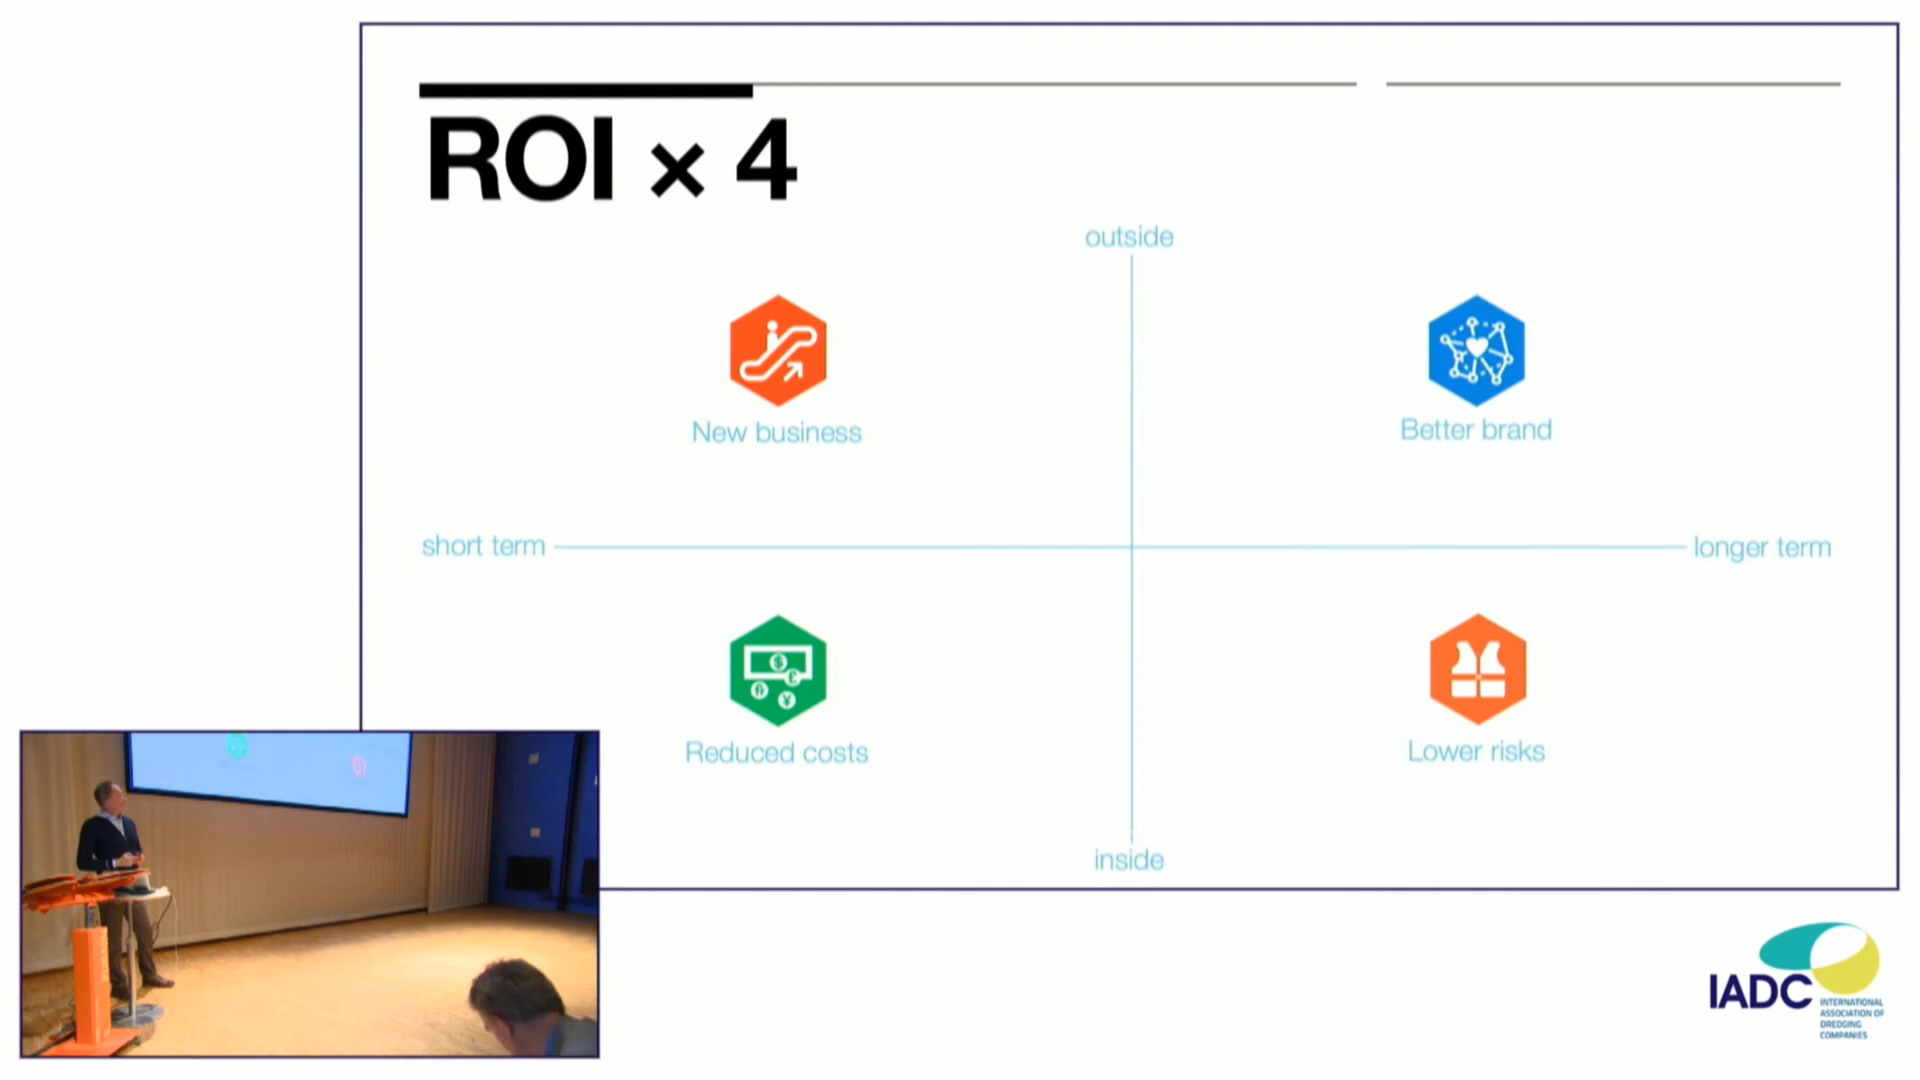 ROI × 4
outside
New business
Better brand
short term
longer term
Reduced costs
Lower risks
inside
IADC
INTERNATIONAL
ASSOCIATION OF
DREDGING
COMPANIES